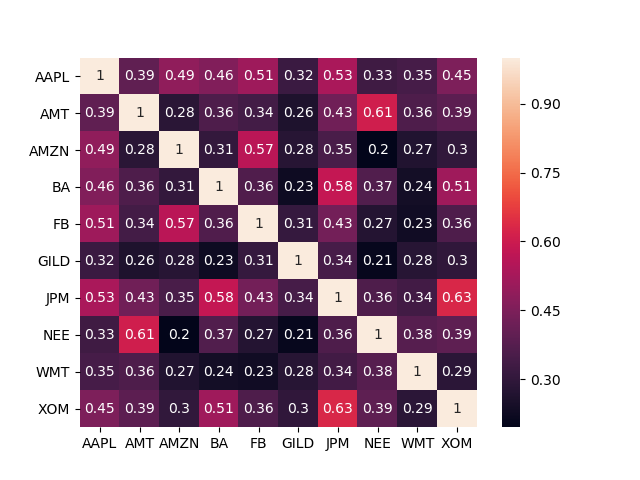 AAPL 1 0.39 0.49 0.46 0.51 0.32 0.53 0.33 0.35 0.45
AMT 0.39 1 0.28 0.36 0.34 0.26 0.43 0.61 0.36 0.39
AMZN 0.49 0.28 1 0.31 0.57 0.28 0.35 0.2 0.27 0.3
BA 0.46 0.36 0.31 1 0.36 0.23 0.58 0.37 0.24 0.51
FB 0.51 0.34 0.57 0.36 1 0.31 0.43 0.27 0.23 0.36
GILD 0.32 0.26 0.28 0.23 0.31 1 0.34 0.21 0.28 0.3
JPM 0.53 0.43 0.35 0.58 0.43 0.34 1 0.36 0.34 0.63
NEE 0.33 0.61 0.2 0.37 0.27 0.21 0.36 1 0.38 0.39
WMT 0.35 0.36 0.27 0.24 0.23 0.28 0.34 0.38 1 0.29
XOM 0.45 0.39 0.3 0.51 0.36 0.3 0.63 0.39 0.29 1
AAPL AMT AMZN BA FB GILD JPM NEE WMT XOM
0.90
0.75
0.60
0.45
0.30